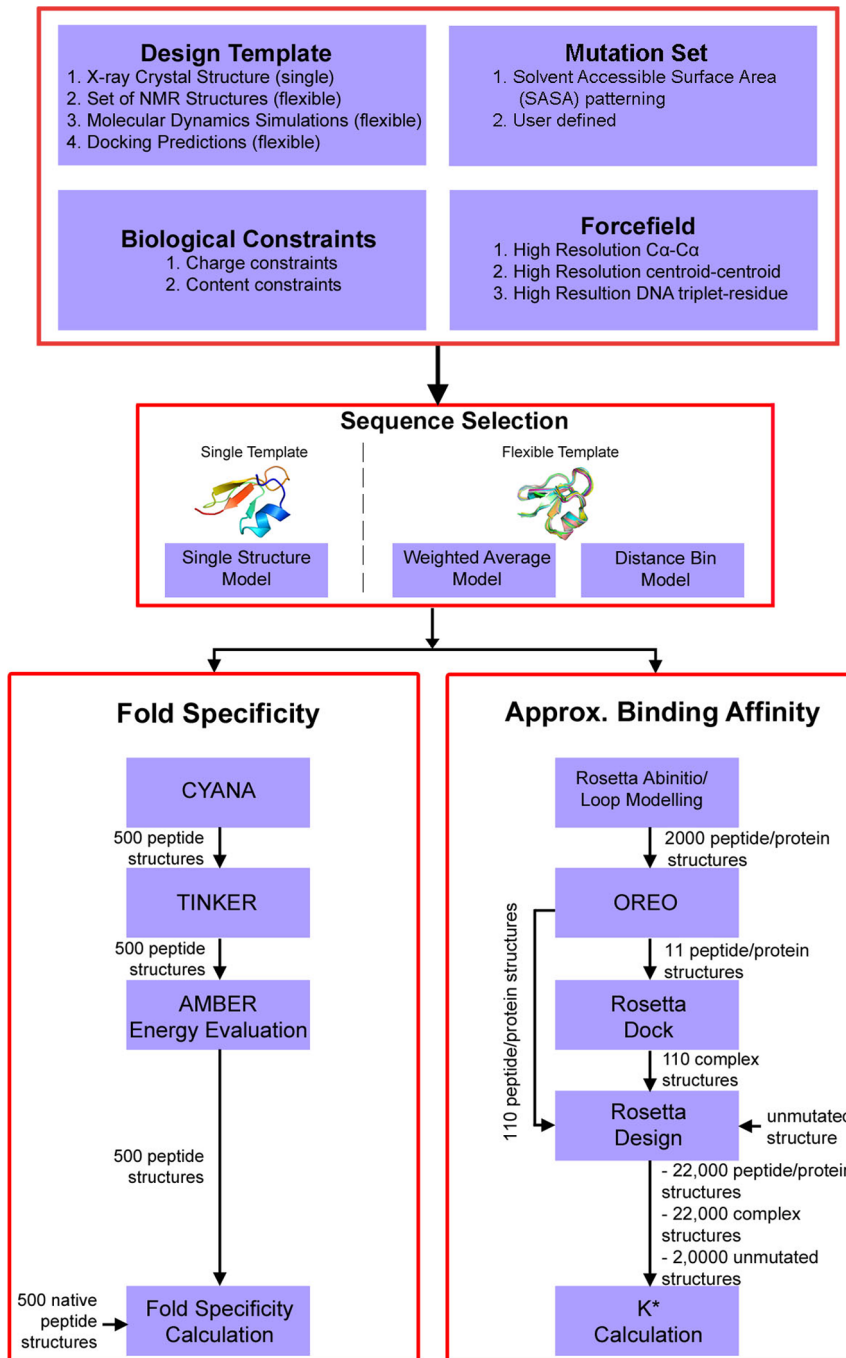 Design Template
1. X-ray Crystal Structure (single)
2. Set of NMR Structures (flexible)
3. Molecular Dynamics Simulations (flexible)
4. Docking Predictions (flexible)
Mutation Set
1. Solvent Accessible Surface Area
(SASA) patterning
2. User defined
Biological Constraints
1. Charge constraints
2. Content constraints
Forcefield
1. High Resolution Cα-Cα
2. High Resolution centroid-centroid
3. High Resultion DNA triplet-residue
Sequence Selection
Single Template
Flexible Template
Single Structure
Model
Weighted Average
Model
Distance Bin
Model
Fold Specificity
CYANA
500 peptide
structures
TINKER
500 peptide
structures
AMBER
Energy Evaluation
500 peptide
structures
500 native
peptide
structures
Fold Specificity
Calculation
Approx. Binding Affinity
Rosetta Abinitio/
Loop Modelling
2000 peptide/protein
structures
OREO
110 peptide/protein structures
11 peptide/protein
structures
Rosetta
Dock
110 complex
structures
Rosetta
Design
unmutated
structure
- 22,000 peptide/protein
structures
- 22,000 complex
structures
- 2,0000 unmutated
structures
K*
Calculation